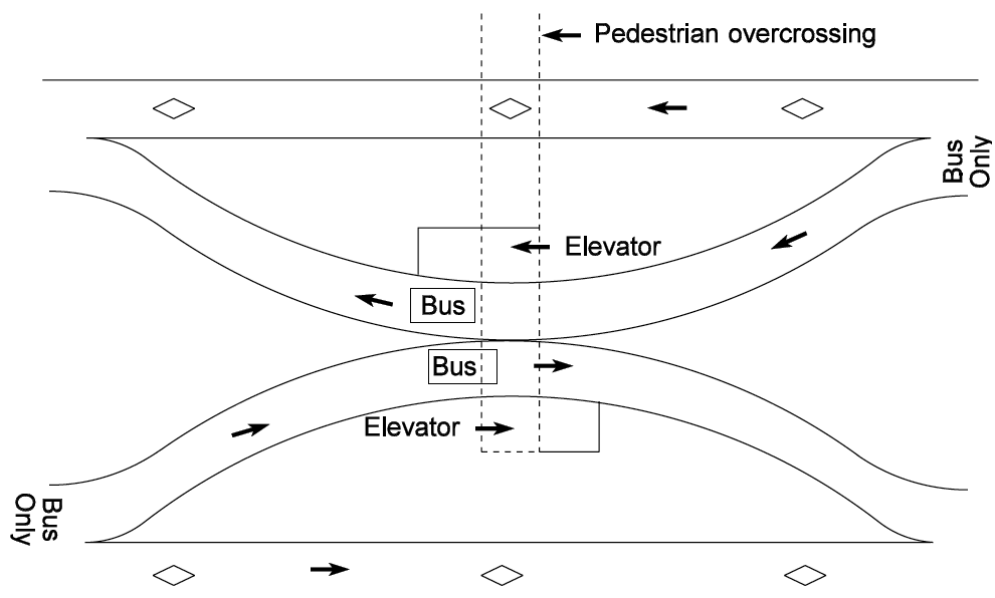 Pedestrian overcrossing
Bus
Only
Elevator
Bus
Bus
Elevator
Bus
Only